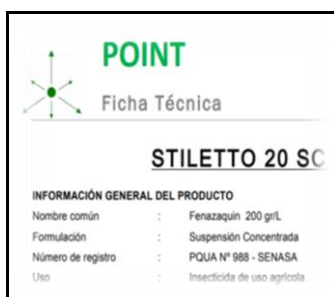 POINT
Ficha Técnica
STILETTO 20 SC
INFORMACIÓN GENERAL DEL PRODUCTO
Nombre común : Fenazaquin 200 gr/L
Formulación : Suspensión Concentrada
Número de registro : PQUA Nº 988 - SENASA
Uso : Insecticida de uso agrícola